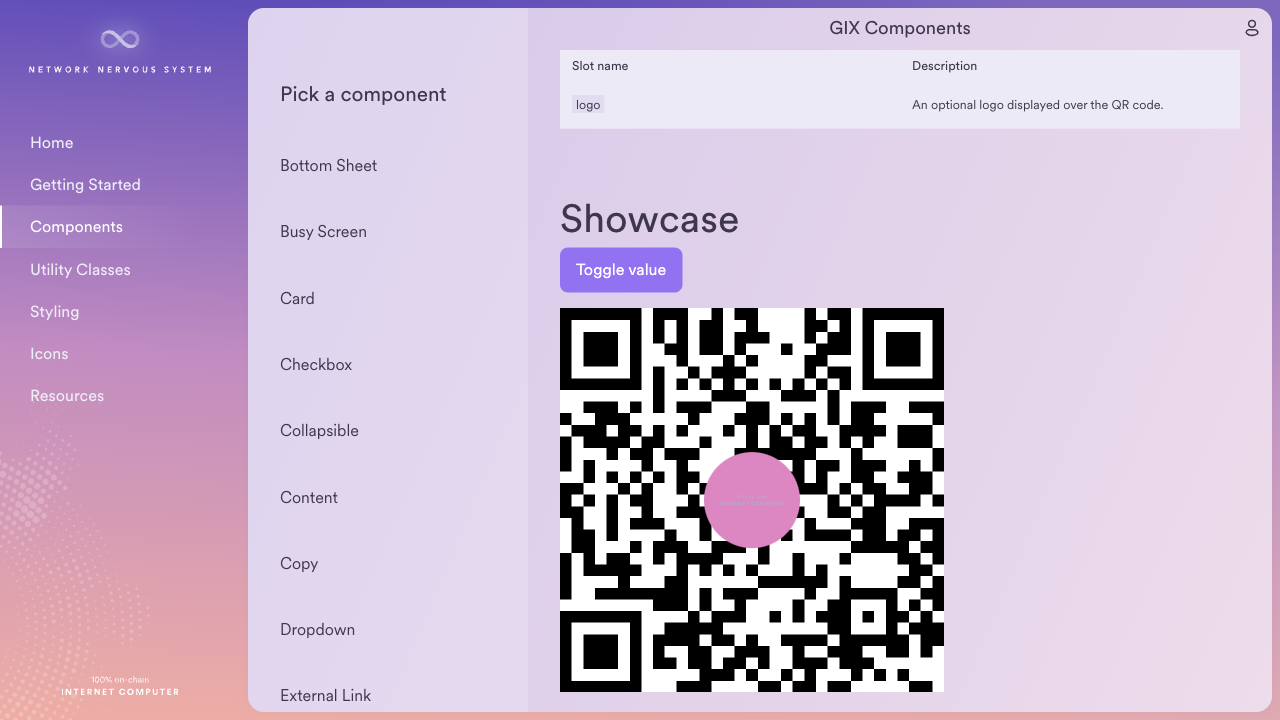 NETWORK NERVOUS SYSTEM
Home
Getting Started
Components
Utility Classes
Styling
Icons
Resources
100% on-chain
INTERNET COMPUTER
Pick a component
Bottom Sheet
Busy Screen
Card
Checkbox
Collapsible
Content
Copy
Dropdown
External Link
GIX Components
Slot name Description
logo An optional logo displayed over the QR code.
Showcase
Toggle value